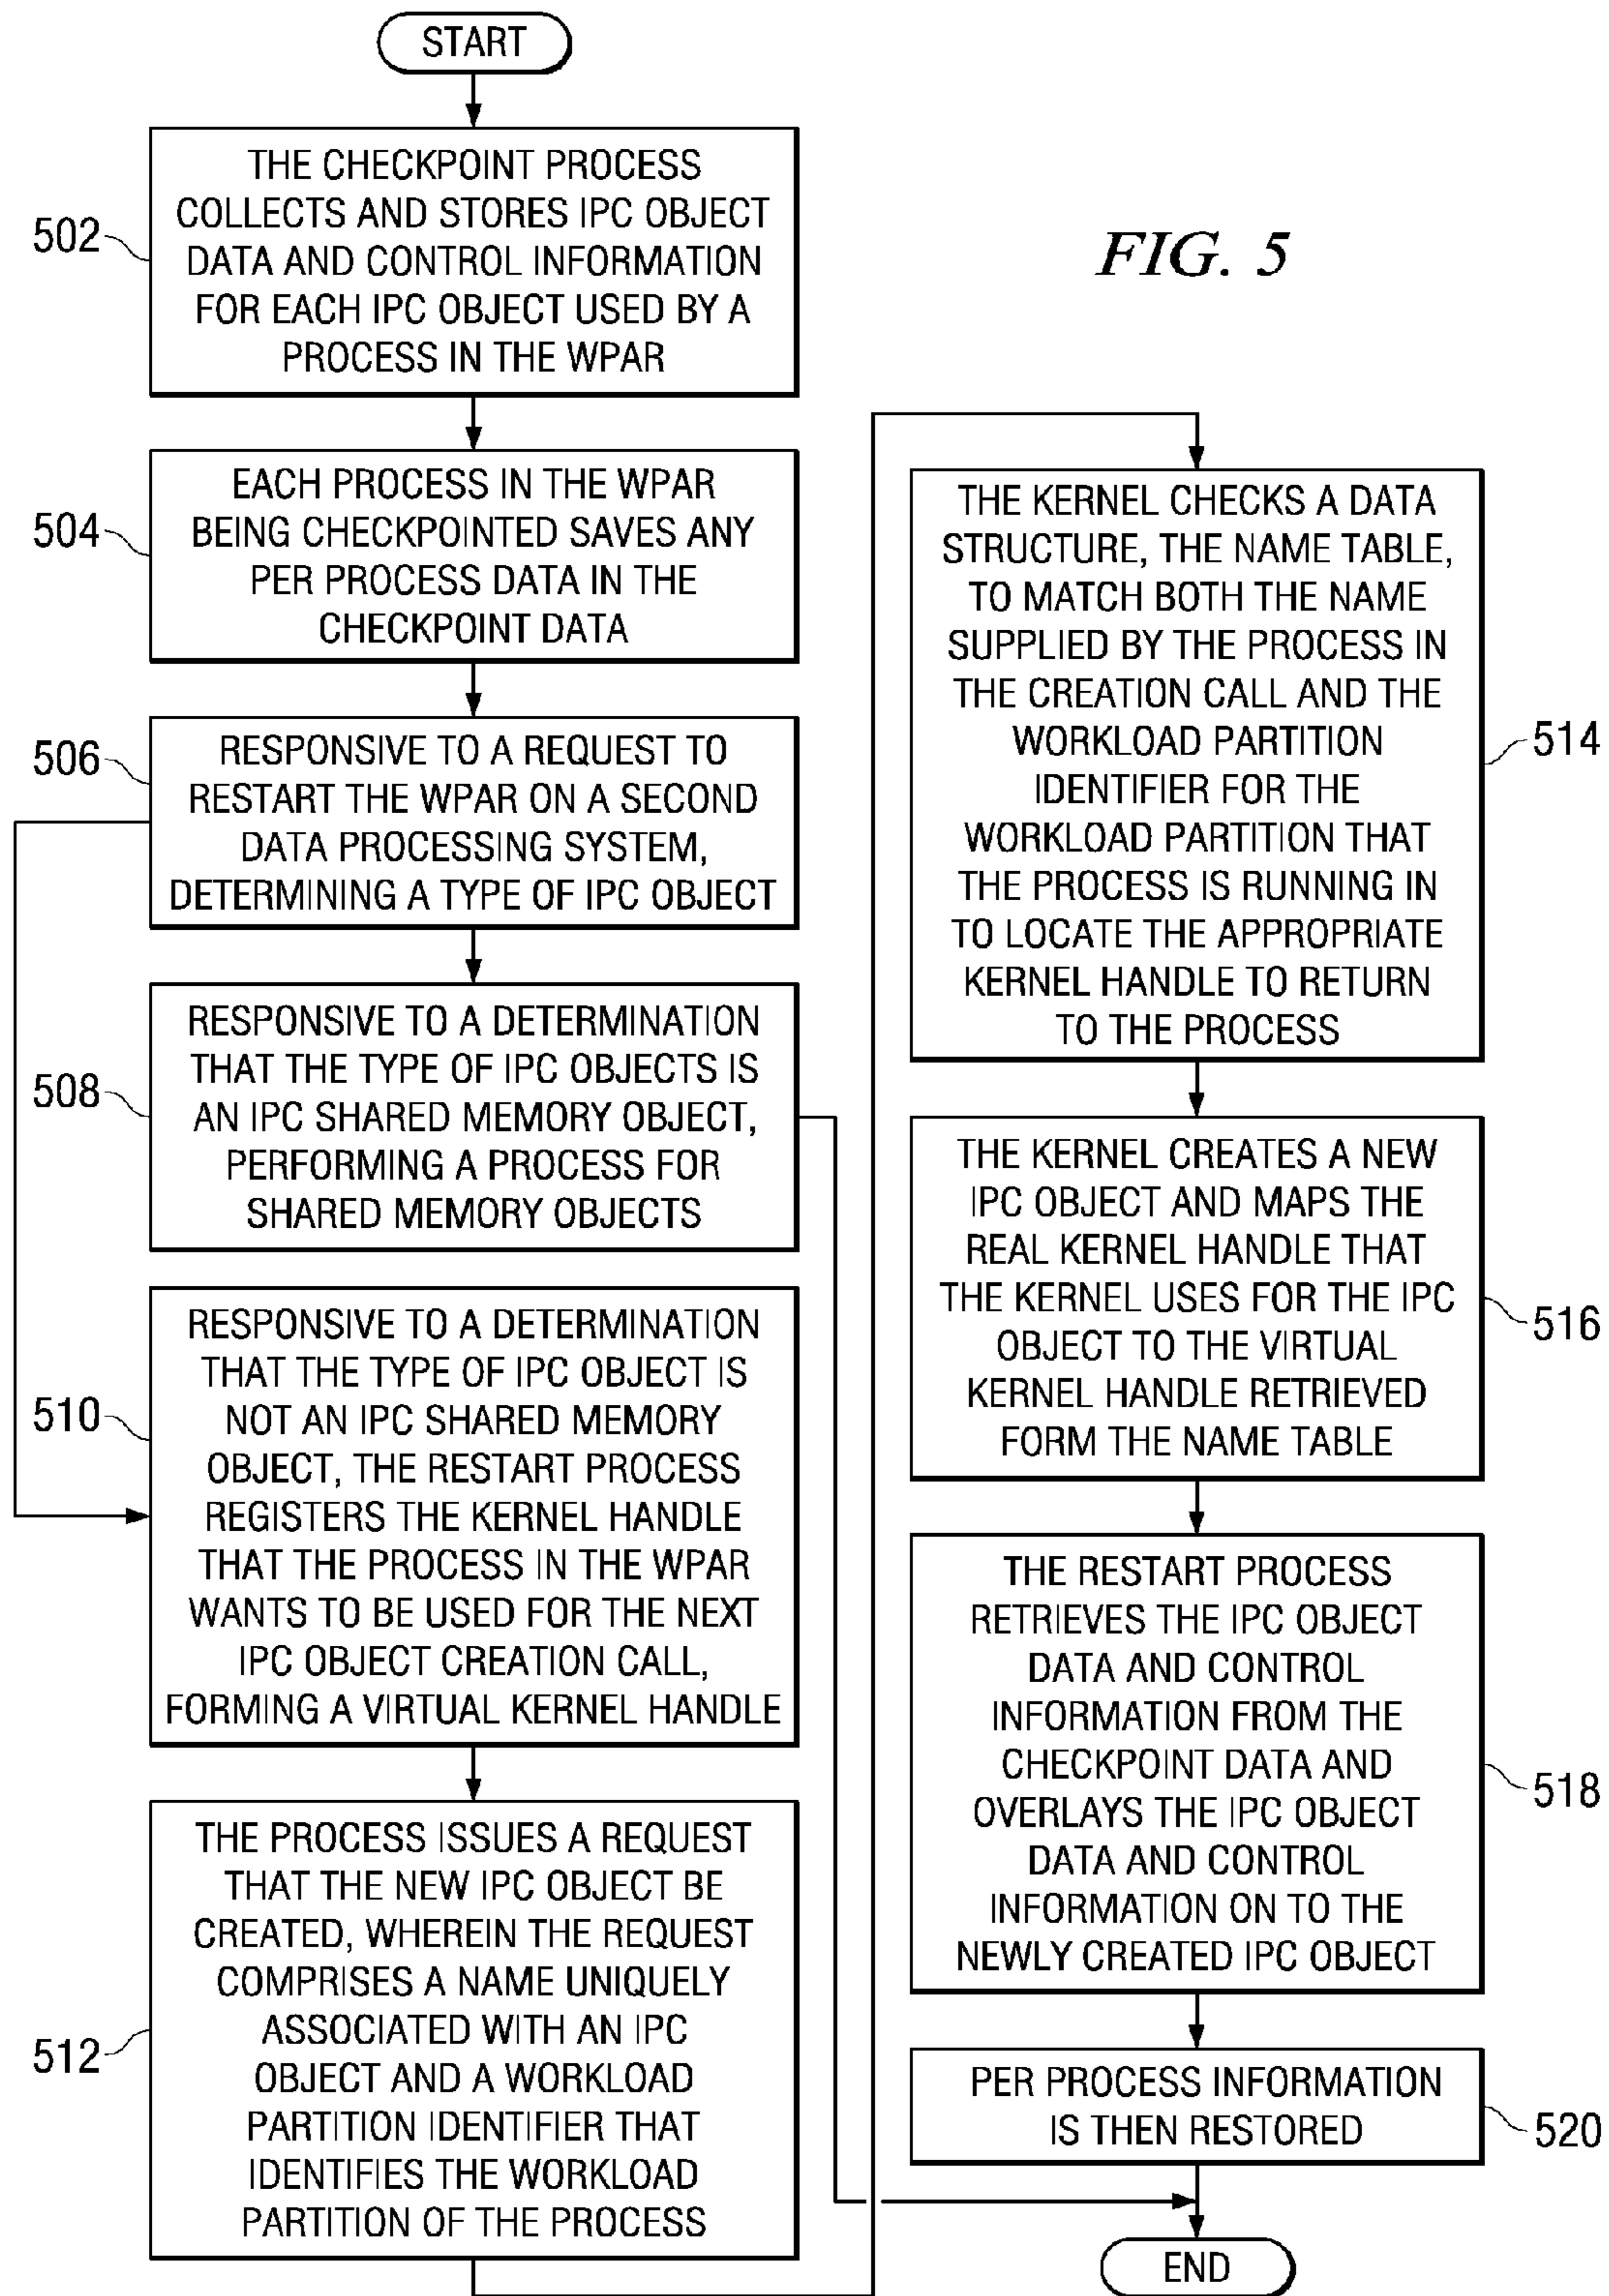 START
502
THE CHECKPOINT PROCESS
COLLECTS AND STORES IPC OBJECT
DATA AND CONTROL INFORMATION
FOR EACH IPC OBJECT USED BY A
PROCESS IN THE WPAR
FIG. 5
504
EACH PROCESS IN THE WPAR
BEING CHECKPOINTED SAVES ANY
PER PROCESS DATA IN THE
CHECKPOINT DATA
506
RESPONSIVE TO A REQUEST TO
RESTART THE WPAR ON A SECOND
DATA PROCESSING SYSTEM,
DETERMINING A TYPE OF IPC OBJECT
508
RESPONSIVE TO A DETERMINATION
THAT THE TYPE OF IPC OBJECTS IS
AN IPC SHARED MEMORY OBJECT,
PERFORMING A PROCESS FOR
SHARED MEMORY OBJECTS
510
RESPONSIVE TO A DETERMINATION
THAT THE TYPE OF IPC OBJECT IS
NOT AN IPC SHARED MEMORY
OBJECT, THE RESTART PROCESS
REGISTERS THE KERNEL HANDLE
THAT THE PROCESS IN THE WPAR
WANTS TO BE USED FOR THE NEXT
IPC OBJECT CREATION CALL,
FORMING A VIRTUAL KERNEL HANDLE
512
THE PROCESS ISSUES A REQUEST
THAT THE NEW IPC OBJECT BE
CREATED, WHEREIN THE REQUEST
COMPRISES A NAME UNIQUELY
ASSOCIATED WITH AN IPC
OBJECT AND A WORKLOAD
PARTITION IDENTIFIER THAT
IDENTIFIES THE WORKLOAD
PARTITION OF THE PROCESS
THE KERNEL CHECKS A DATA
STRUCTURE, THE NAME TABLE,
TO MATCH BOTH THE NAME
SUPPLIED BY THE PROCESS IN
THE CREATION CALL AND THE
WORKLOAD PARTITION
IDENTIFIER FOR THE
WORKLOAD PARTITION THAT
THE PROCESS IS RUNNING IN
TO LOCATE THE APPROPRIATE
KERNEL HANDLE TO RETURN
TO THE PROCESS
514
THE KERNEL CREATES A NEW
IPC OBJECT AND MAPS THE
REAL KERNEL HANDLE THAT
THE KERNEL USES FOR THE IPC
OBJECT TO THE VIRTUAL
KERNEL HANDLE RETRIEVED
FORM THE NAME TABLE
516
THE RESTART PROCESS
RETRIEVES THE IPC OBJECT
DATA AND CONTROL
INFORMATION FROM THE
CHECKPOINT DATA AND
OVERLAYS THE IPC OBJECT
DATA AND CONTROL
INFORMATION ON TO THE
NEWLY CREATED IPC OBJECT
518
PER PROCESS INFORMATION
IS THEN RESTORED
520
END